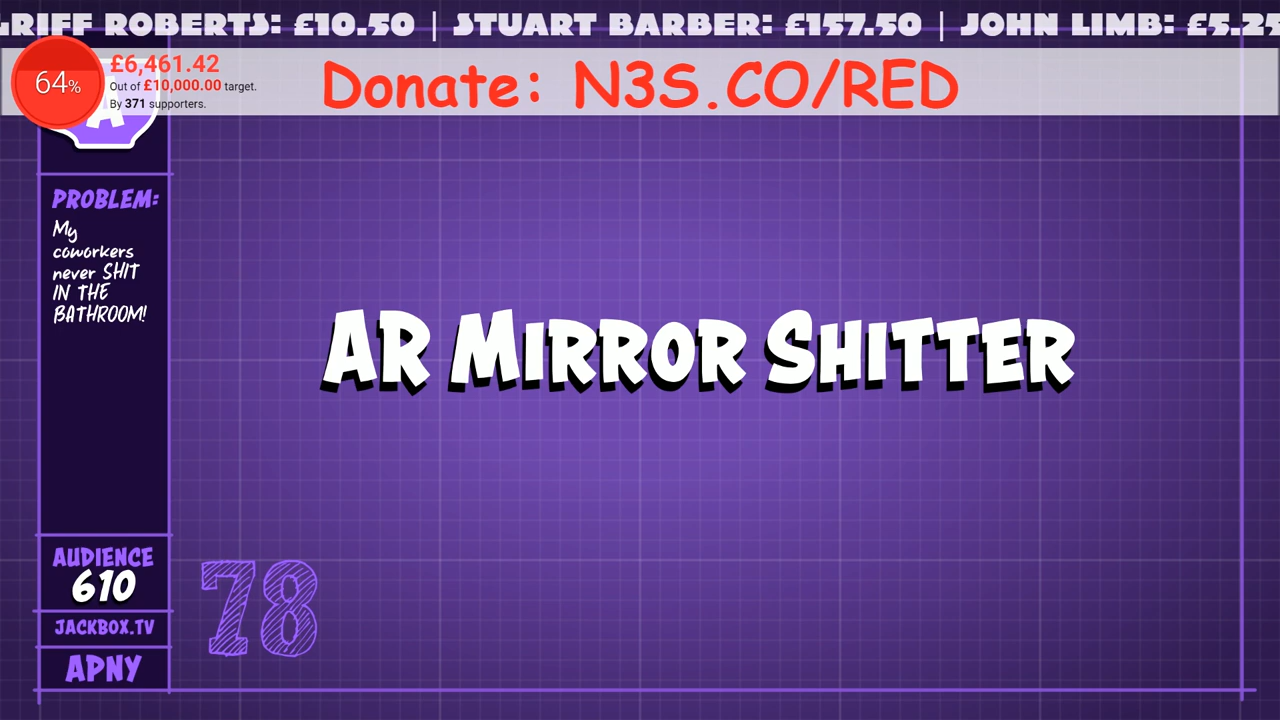 GRIFF ROBERTS: £10.50 | STUART BARBER: £157.50 | JOHN LIMB: £5.25
64%
£6,461.42
Out of £10,000.00 target.
By 371 supporters.
Donate: N3S.CO/RED
A
PROBLEM:
My
coworkers
never SHIT
IN THE
BATHROOM!
AR MIRROR SHITTER
AUDIENCE
610
JACKBOX.TV
APNY
78